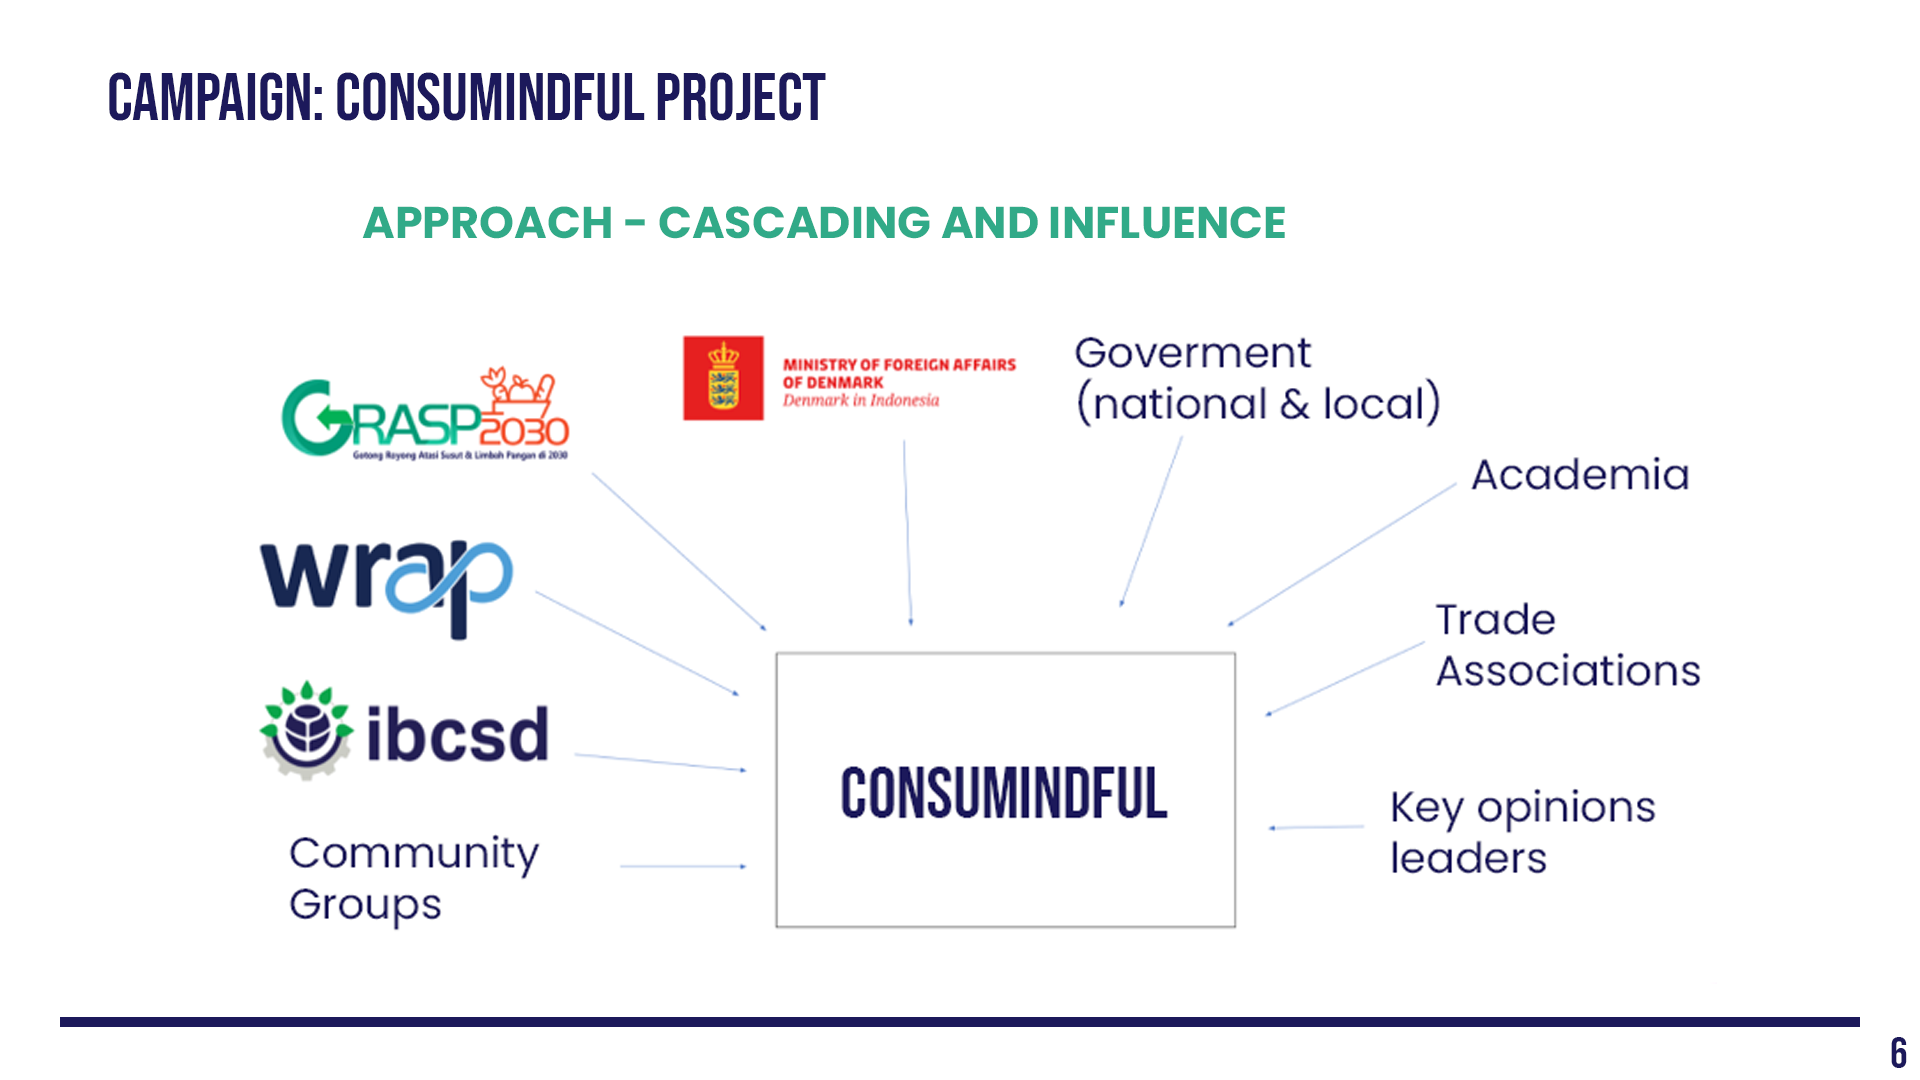 CAMPAIGN: CONSUMINDFUL PROJECT
APPROACH - CASCADING AND INFLUENCE
GRASP2030
Gotong Royong Atasi Susut & Limbah Pangan di 2030
MINISTRY OF FOREIGN AFFAIRS
OF DENMARK
Denmark in Indonesia
Goverment
(national & local)
Academia
wrap
Trade
Associations
ibcsd
CONSUMINDFUL
Key opinions
leaders
Community
Groups
6